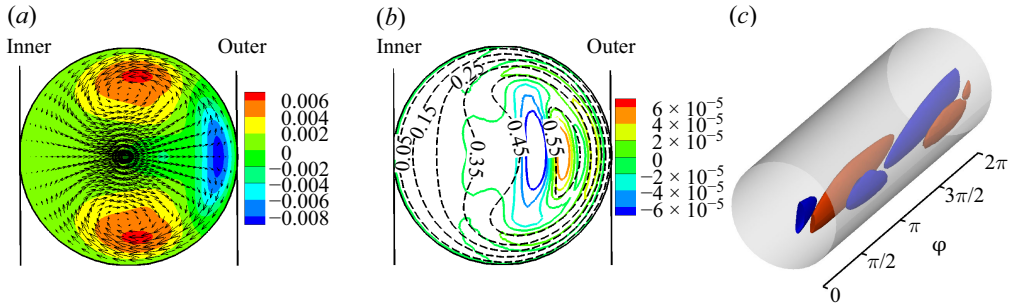 (a)
Inner
Outer
0.006
0.004
0.002
0
−0.002
−0.004
−0.006
−0.008
(b)
Inner
Outer
0.05
0.15
0.25
0.35
0.45
0.55
6 × 10⁻⁵
4 × 10⁻⁵
2 × 10⁻⁵
0
−2 × 10⁻⁵
−4 × 10⁻⁵
−6 × 10⁻⁵
(c)
2π
3π/2
π
φ
π/2
0